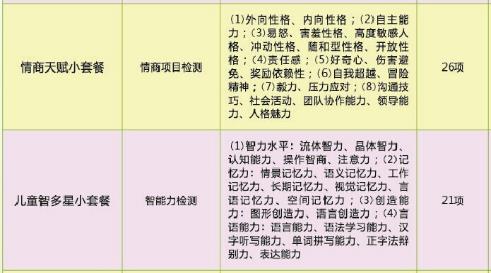 情商天赋小套餐
情商项目检测
(1)外向性格、内向性格；(2)自主能
力；(3)易怒、害羞性格、高度敏感人
格、冲动性格、随和型性格、开放性
格；(4)责任感；(5)好奇心、伤害避
免、奖励依赖性；(6)自我超越、冒险
精神；(7)毅力、压力应对；(8)沟通技
巧、社会活动、团队协作能力、领导能
力、人格魅力
26项
儿童智多星小套餐
智能力检测
(1)智力水平：流体智力、晶体智力、
认知能力、操作智商、注意力；(2)记
忆力：情景记忆力、语义记忆力、工作
记忆力、长期记忆力、视觉记忆力、言
语记忆力、空间记忆力；(3)创造能
力：图形创造力、语言创造力；(4)言
语能力：语言能力、语法学习能力、汉
字听写能力、单词拼写能力、正字法辩
别力、表达能力
21项